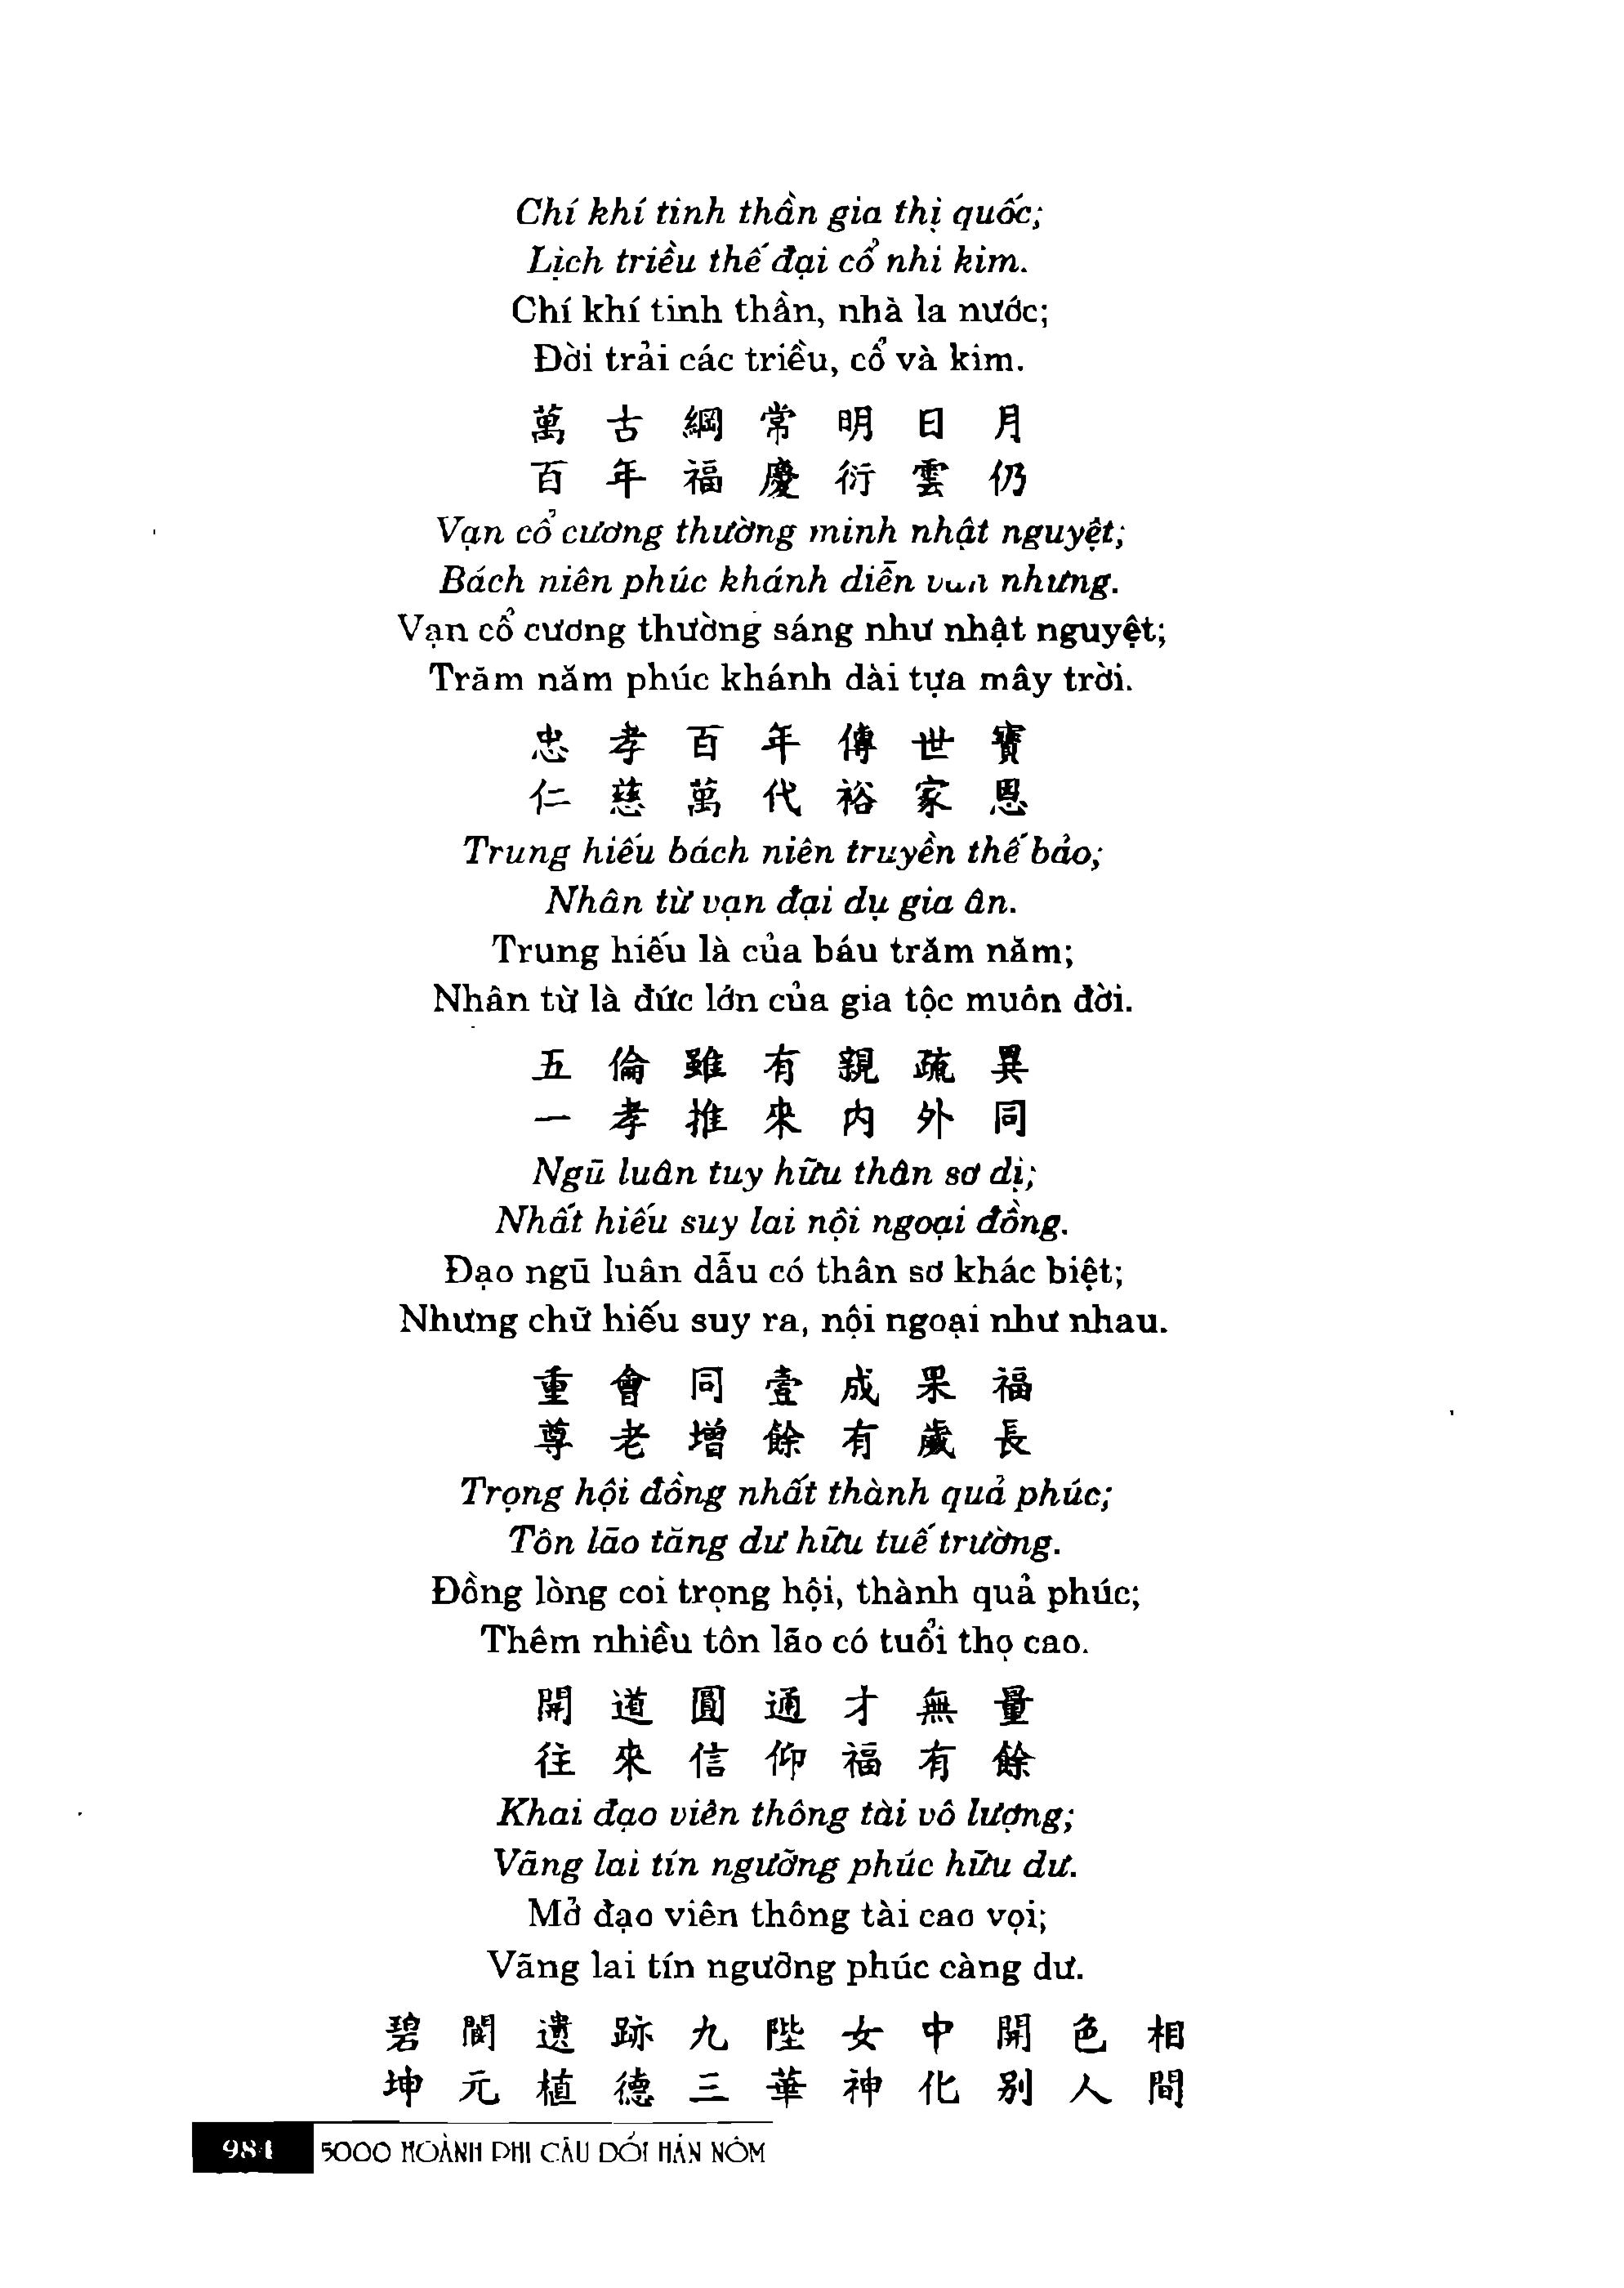 Chí khí tinh thần gia thị quốc;
Lịch triều thế đại cổ nhi kim.
Chí khí tinh thần, nhà la nước;
Đời trải các triều, cổ và kim.
萬古綱常明日月
百年福慶衍雲仍
Vạn cổ cương thường minh nhật nguyệt;
Bách niên phúc khánh diễn nhưng.
Vạn cổ cương thường sáng như nhật nguyệt;
Trăm năm phúc khánh dài tựa mây trời.
忠孝百年傳世寶
仁慈萬代裕家恩
Trung hiếu bách niên truyền thế bảo;
Nhân từ vạn đại dụ gia ân.
Trung hiếu là của báu trăm năm;
Nhân từ là đức lớn của gia tộc muôn đời.
五倫雖有親疏異
一孝推來内外同
Ngũ luân tuy hữu thân sơ dị;
Nhất hiếu suy lai nội ngoại đồng.
Đạo ngũ luân dẫu có thân sơ khác biệt;
Nhưng chữ hiếu suy ra, nội ngoại như nhau.
重會同壹成果福
尊老增餘有歲長
Trọng hội đồng nhất thành quả phúc;
Tôn lão tăng dư hữu tuế trường.
Đồng lòng coi trọng hội, thành quả phúc;
Thêm nhiều tôn lão có tuổi thọ cao.
開道圓通才無量
往來信仰福有餘
Khai đạo viên thông tài vô lượng;
Vãng lai tín ngưỡng phúc hữu dư.
Mở đạo viên thông tài cao vọi;
Vãng lai tín ngưỡng phúc càng dư.
碧閬遺跡九陛女中開色相
坤元植德三華神化别人間
984 5000 HOÀNH PHI CÂU ĐỐI HÁN NÔM